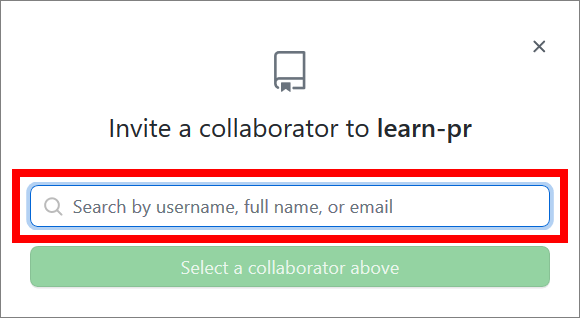 Invite a collaborator to learn-pr
Search by username, full name, or email
Select a collaborator above